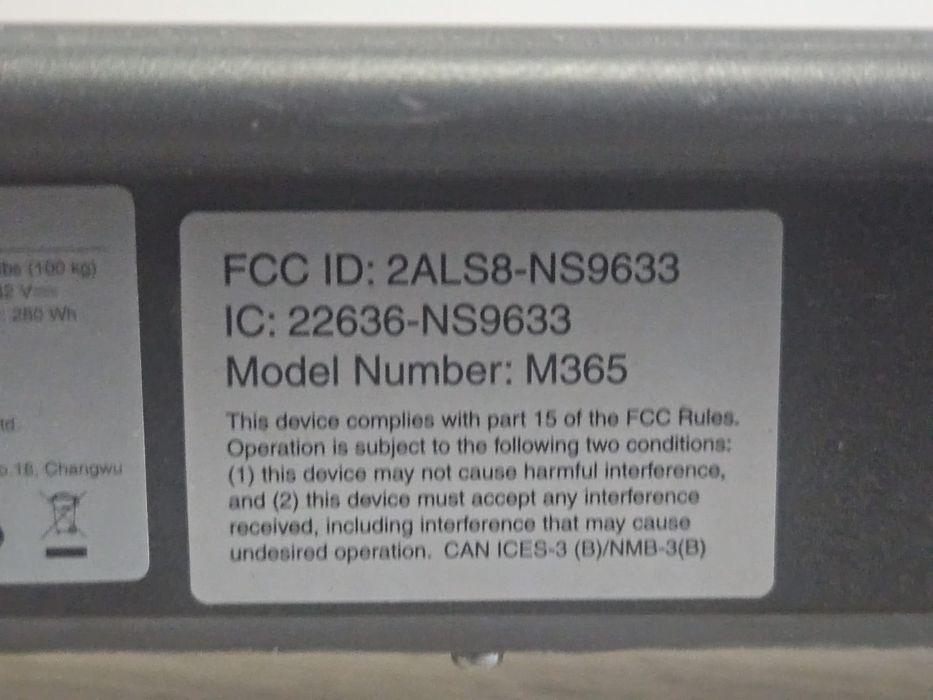 lbs (100 kg)
42 V
: 280 Wh
td.
o.18, Changwu
FCC ID: 2ALS8-NS9633
IC: 22636-NS9633
Model Number: M365
This device complies with part 15 of the FCC Rules.
Operation is subject to the following two conditions:
(1) this device may not cause harmful interference,
and (2) this device must accept any interference
received, including interference that may cause
undesired operation. CAN ICES-3 (B)/NMB-3(B)